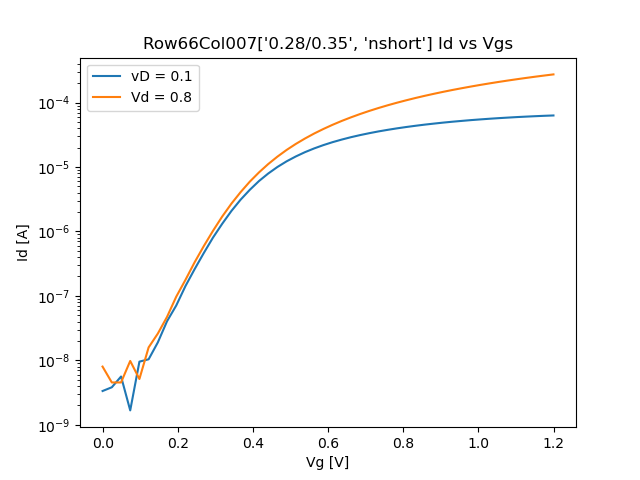 Row66Col007['0.28/0.35', 'nshort'] Id vs Vgs
vD = 0.1
Vd = 0.8
Id [A]
10⁻⁴
10⁻⁵
10⁻⁶
10⁻⁷
10⁻⁸
10⁻⁹
0.0 0.2 0.4 0.6 0.8 1.0 1.2
Vg [V]